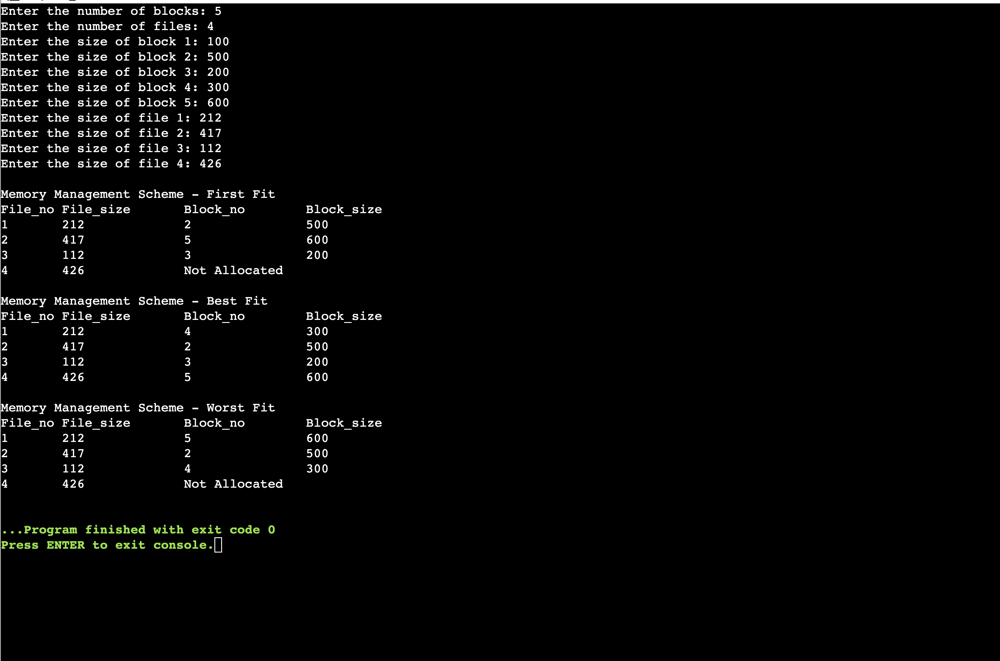 Enter the number of blocks: 5
Enter the number of files: 4
Enter the size of block 1: 100
Enter the size of block 2: 500
Enter the size of block 3: 200
Enter the size of block 4: 300
Enter the size of block 5: 600
Enter the size of file 1: 212
Enter the size of file 2: 417
Enter the size of file 3: 112
Enter the size of file 4: 426
Memory Management Scheme - First Fit
File_no File_size Block_no Block_size
1 212 2 500
2 417 5 600
3 112 3 200
4 426 Not Allocated
Memory Management Scheme - Best Fit
File_no File_size Block_no Block_size
1 212 4 300
2 417 2 500
3 112 3 200
4 426 5 600
Memory Management Scheme - Worst Fit
File_no File_size Block_no Block_size
1 212 5 600
2 417 2 500
3 112 4 300
4 426 Not Allocated
...Program finished with exit code 0
Press ENTER to exit console.